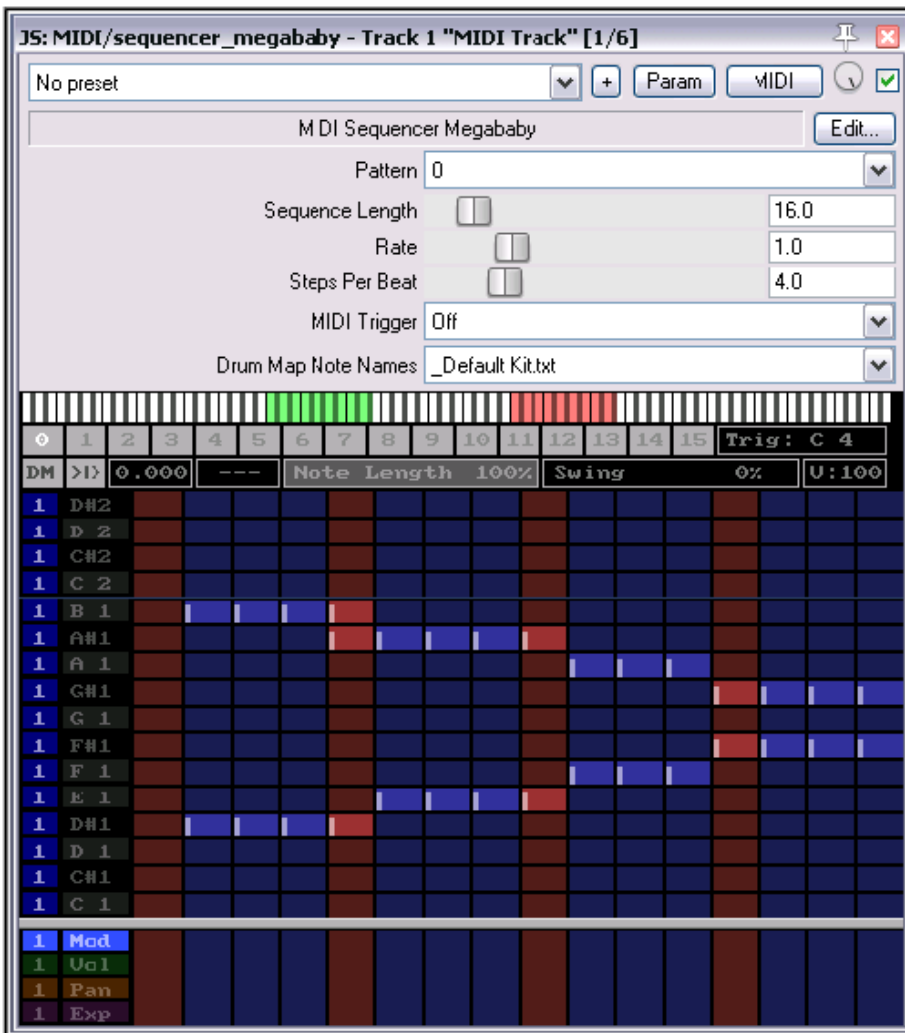 JS: MIDI/sequencer_megababy - Track 1 "MIDI Track" [1/6]
No preset + Param MIDI
MIDI Sequencer Megababy Edit...
Pattern 0
Sequence Length 16.0
Rate 1.0
Steps Per Beat 4.0
MIDI Trigger Off
Drum Map Note Names _Default Kit.txt
0 1 2 3 4 5 6 7 8 9 10 11 12 13 14 15 Trig: C 4
DM >|> 0.000 --- Note Length 100% Swing 0% V:100
1 D#2
1 D 2
1 C#2
1 C 2
1 B 1
1 A#1
1 A 1
1 G#1
1 G 1
1 F#1
1 F 1
1 E 1
1 D#1
1 D 1
1 C#1
1 C 1
1 Mod
1 Vol
1 Pan
1 Exp